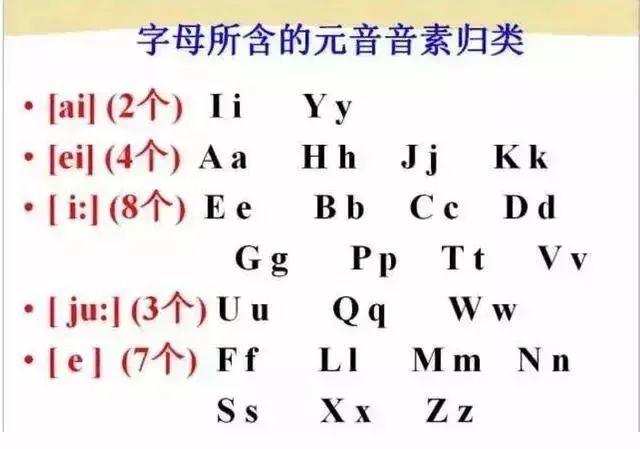 字母所含的元音音素归类
• [ai] (2个) I i Y y
• [ei] (4个) A a H h J j K k
• [ i:] (8个) E e B b C c D d
G g P p T t V v
• [ ju:] (3个) U u Q q W w
• [ e ] (7个) F f L l M m N n
S s X x Z z